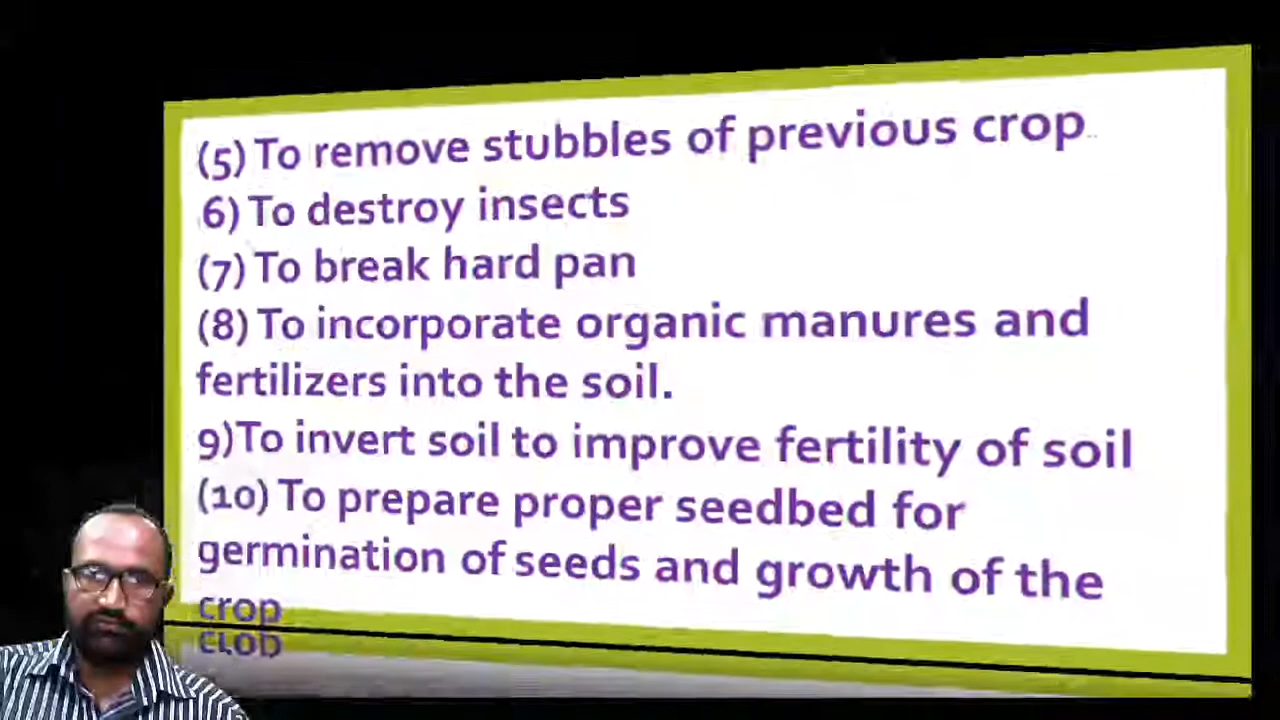 (5) To remove stubbles of previous crop
6) To destroy insects
(7) To break hard pan
(8) To incorporate organic manures and
fertilizers into the soil.
9)To invert soil to improve fertility of soil
(10) To prepare proper seedbed for
germination of seeds and growth of the
crop